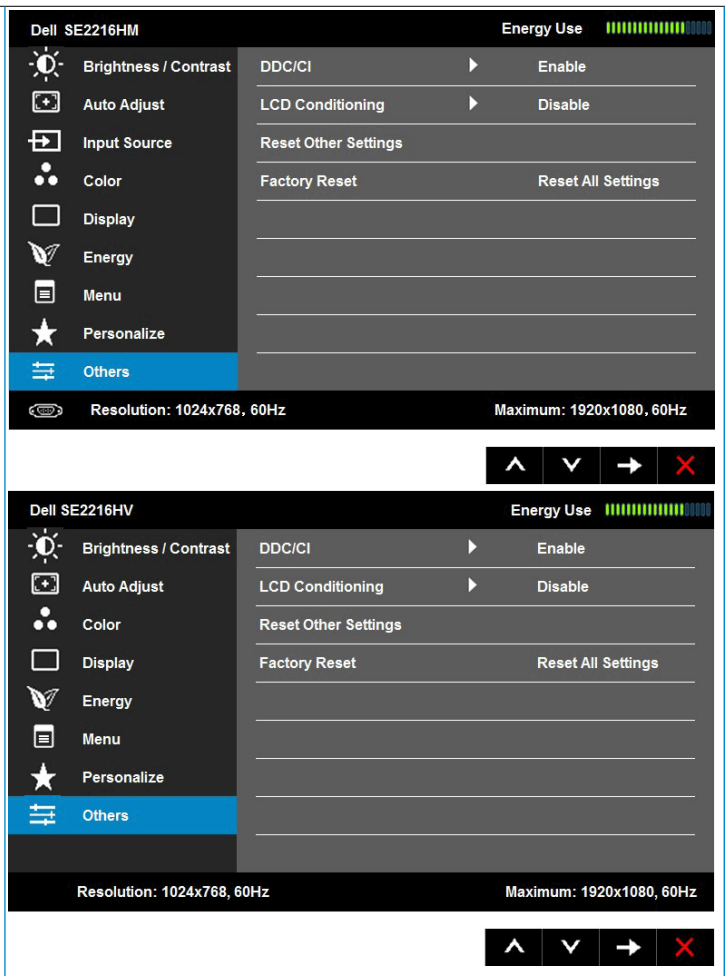 Dell SE2216HM Energy Use
Brightness / Contrast DDC/CI Enable
Auto Adjust LCD Conditioning Disable
Input Source Reset Other Settings
Color Factory Reset Reset All Settings
Display
Energy
Menu
Personalize
Others
Resolution: 1024x768, 60Hz Maximum: 1920x1080, 60Hz
Dell SE2216HV Energy Use
Brightness / Contrast DDC/CI Enable
Auto Adjust LCD Conditioning Disable
Color Reset Other Settings
Display Factory Reset Reset All Settings
Energy
Menu
Personalize
Others
Resolution: 1024x768, 60Hz Maximum: 1920x1080, 60Hz